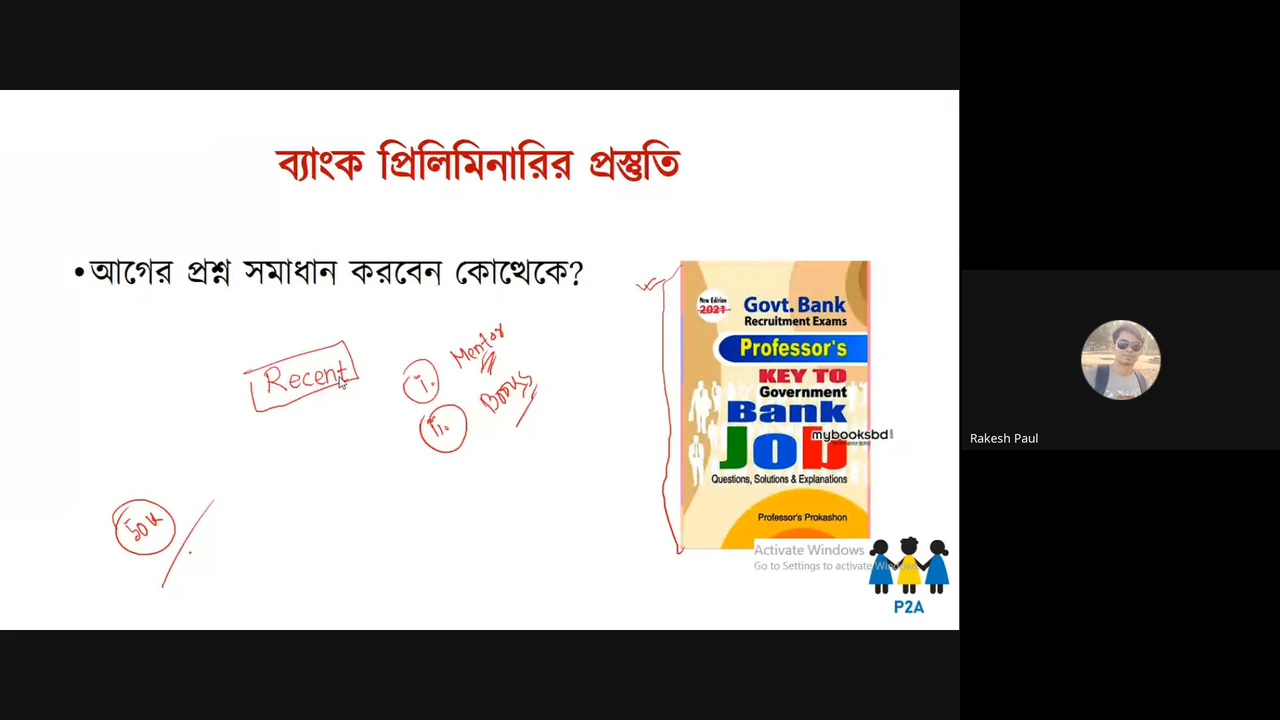 ব্যাংক প্রিলিমিনারির প্রস্তুতি
•আগের প্রশ্ন সমাধান করবেন কোত্থেকে?
Recent
i. Mentor
ii. Books
50K
New Edition
2021
Govt. Bank
Recruitment Exams
Professor's
KEY TO
Government
Bank
Job
mybooksbd
Questions, Solutions & Explanations
Professor's Prokashon
Activate Windows
Go to Settings to activate Windows.
P2A
Rakesh Paul